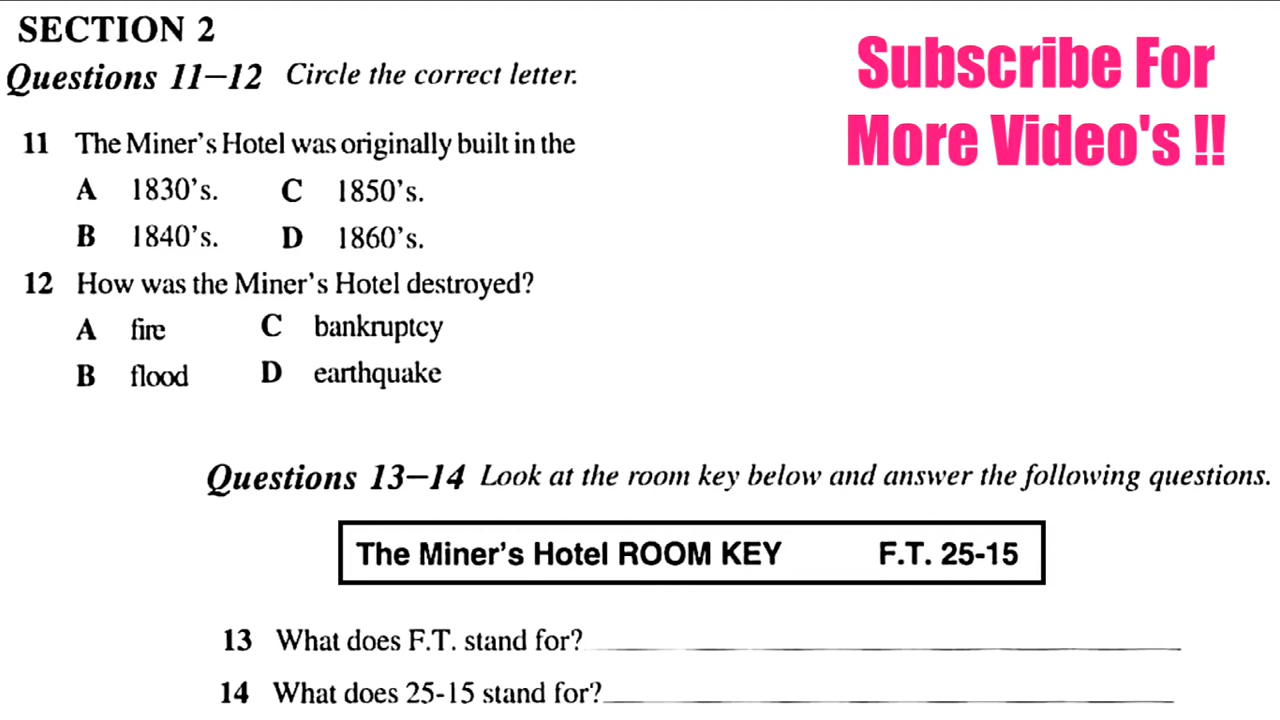 SECTION 2
Questions 11–12 Circle the correct letter.
11 The Miner's Hotel was originally built in the
A 1830's. C 1850's.
B 1840's. D 1860's.
12 How was the Miner's Hotel destroyed?
A fire C bankruptcy
B flood D earthquake
Subscribe For
More Video's !!
Questions 13–14 Look at the room key below and answer the following questions.
The Miner's Hotel ROOM KEY F.T. 25-15
13 What does F.T. stand for?
14 What does 25-15 stand for?